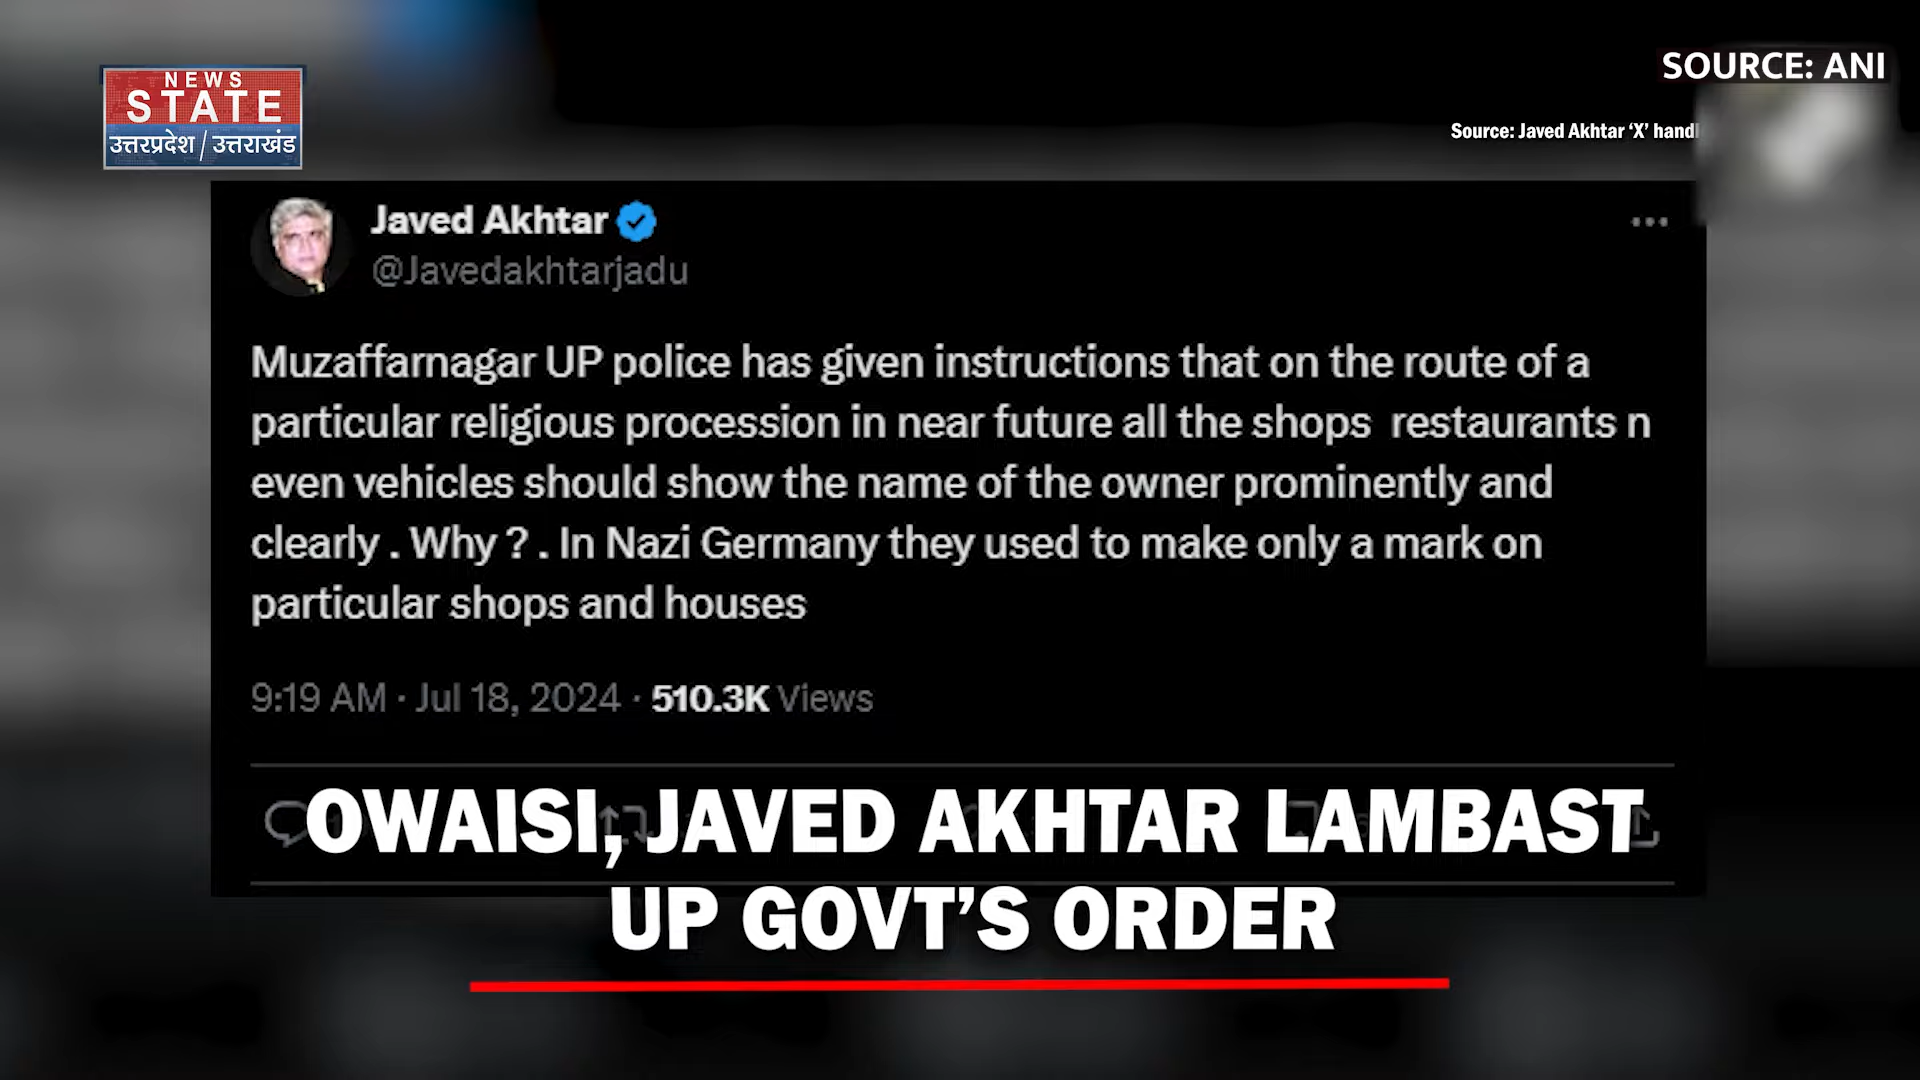 NEWS
STATE
उत्तरप्रदेश / उत्तराखंड
SOURCE: ANI
Source: Javed Akhtar ‘X’ handl
Javed Akhtar
@Javedakhtarjadu
Muzaffarnagar UP police has given instructions that on the route of a
particular religious procession in near future all the shops restaurants n
even vehicles should show the name of the owner prominently and
clearly . Why ? . In Nazi Germany they used to make only a mark on
particular shops and houses
9:19 AM · Jul 18, 2024 · 510.3K Views
OWAISI, JAVED AKHTAR LAMBAST
UP GOVT’S ORDER